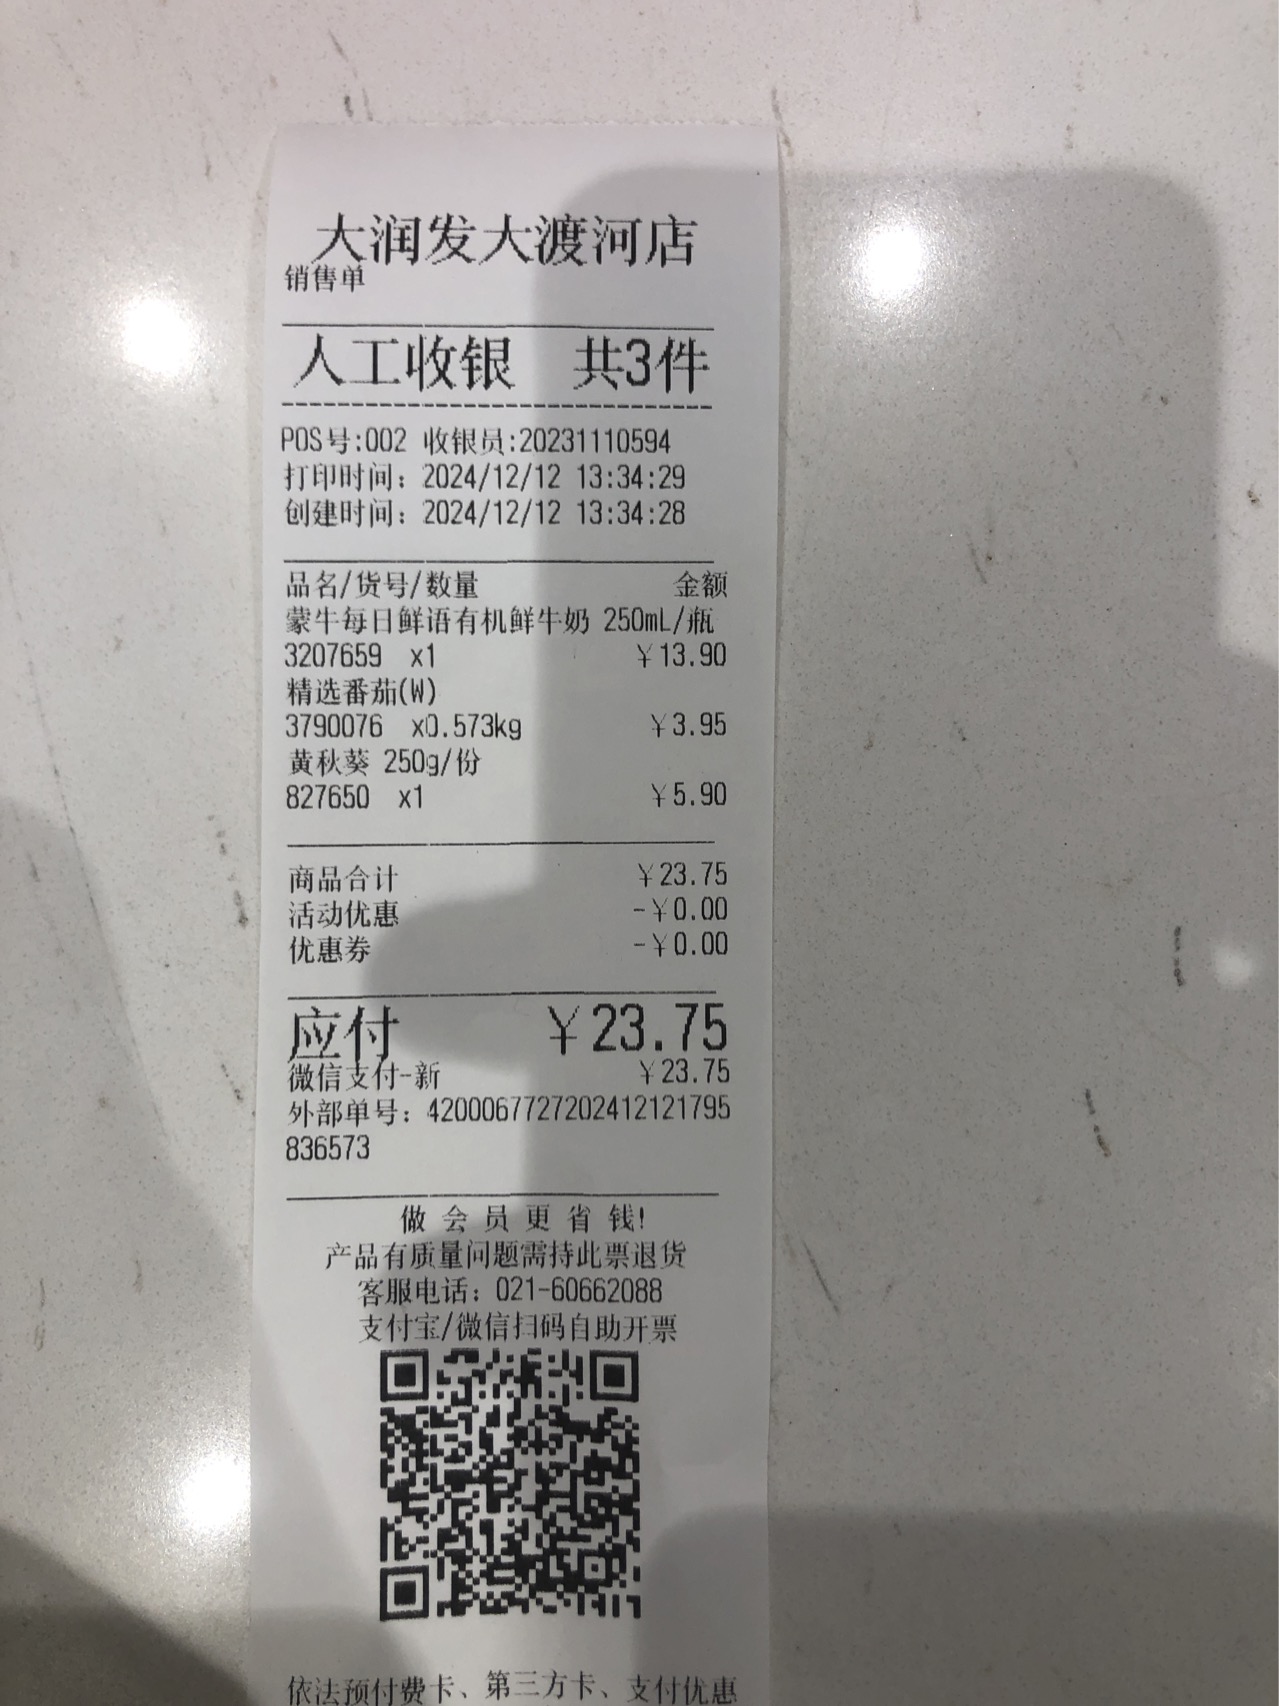 大润发大渡河店
销售单
人工收银 共3件
POS号:002 收银员:20231110594
打印时间：2024/12/12 13:34:29
创建时间：2024/12/12 13:34:28
品名/货号/数量 金额
蒙牛每日鲜语有机鲜牛奶 250mL/瓶
3207659 x1 ￥13.90
精选番茄(W)
3790076 x0.573kg ￥3.95
黄秋葵 250g/份
827650 x1 ￥5.90
商品合计 ￥23.75
活动优惠 -￥0.00
优惠券 -￥0.00
应付 ￥23.75
微信支付-新 ￥23.75
外部单号：4200067727202412121795
836573
做会员更省钱!
产品有质量问题需持此票退货
客服电话：021-60662088
支付宝/微信扫码自助开票
依法预付费卡、第三方卡、支付优惠